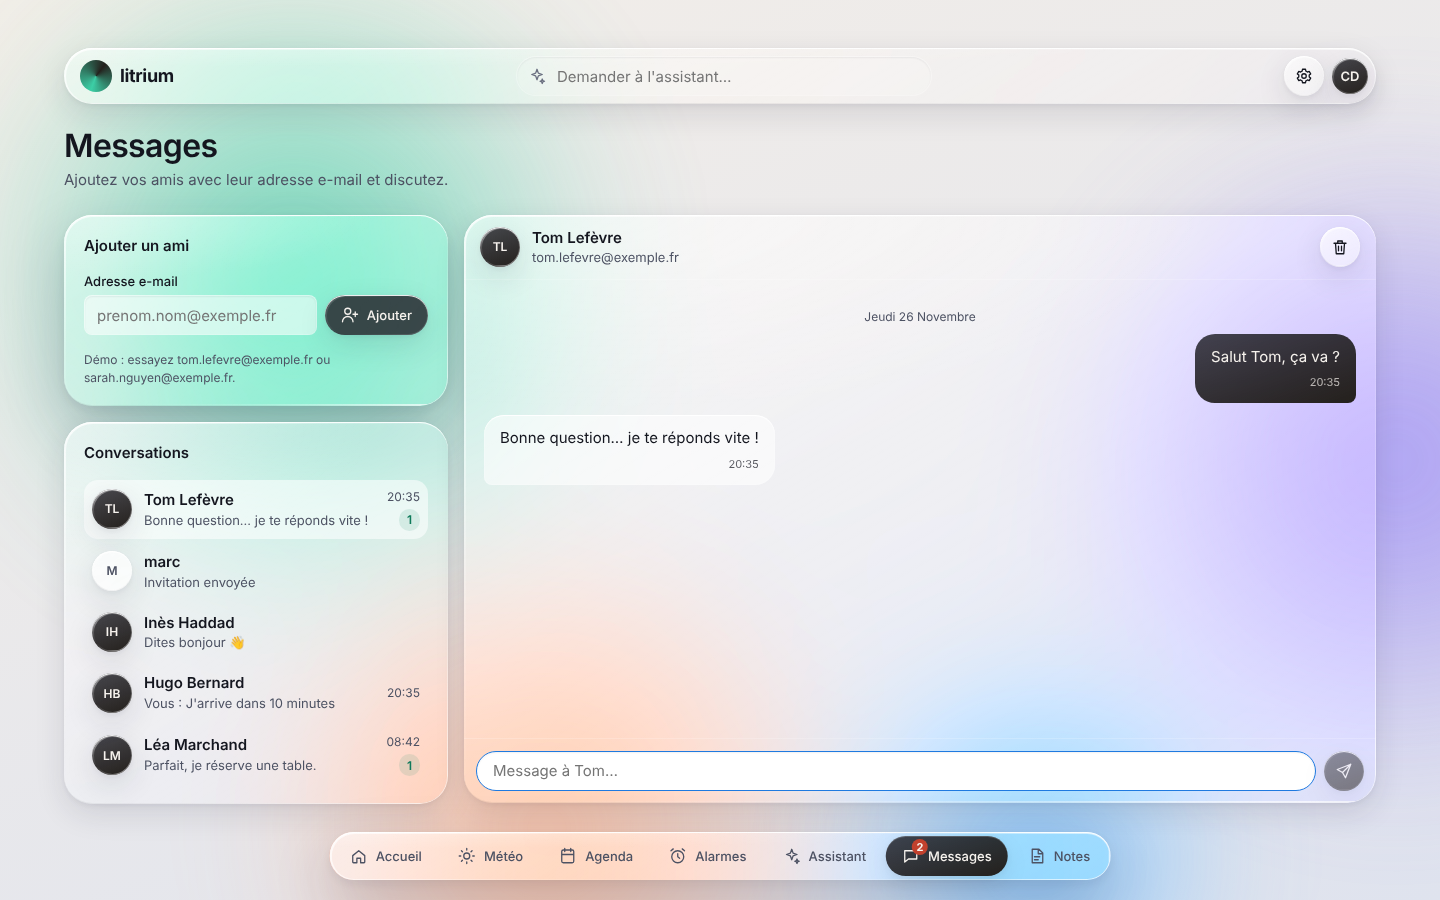 litrium
Demander à l'assistant...
CD
Messages
Ajoutez vos amis avec leur adresse e-mail et discutez.
Ajouter un ami
Adresse e-mail
prenom.nom@exemple.fr
Ajouter
Démo : essayez tom.lefevre@exemple.fr ou
sarah.nguyen@exemple.fr.
Conversations
TL
Tom Lefèvre
20:35
Bonne question... je te réponds vite !
1
M
marc
Invitation envoyée
IH
Inès Haddad
Dites bonjour 👋
HB
Hugo Bernard
20:35
Vous : J'arrive dans 10 minutes
LM
Léa Marchand
08:42
Parfait, je réserve une table.
1
TL
Tom Lefèvre
tom.lefevre@exemple.fr
Jeudi 26 Novembre
Salut Tom, ça va ?
20:35
Bonne question... je te réponds vite !
20:35
Message à Tom...
Accueil
Météo
Agenda
Alarmes
Assistant
2
Messages
Notes